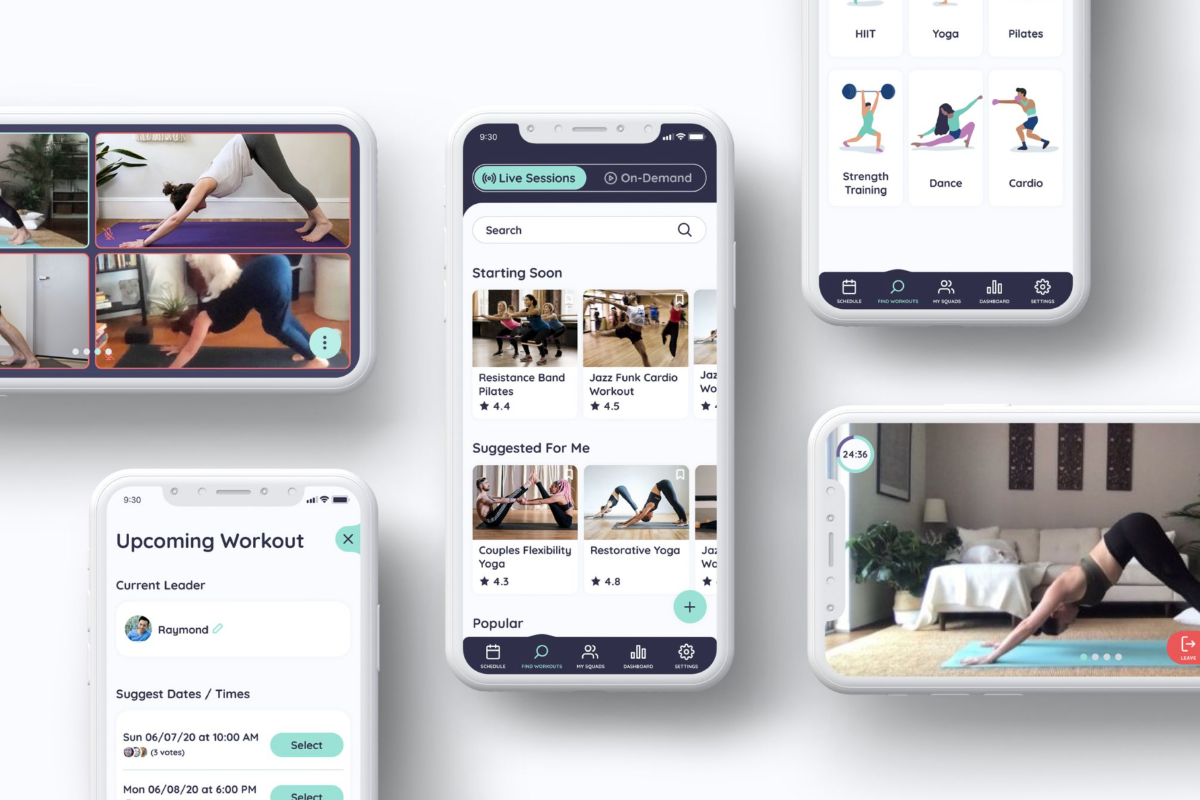 HIIT
Yoga
Pilates
Strength
Training
Dance
Cardio
SCHEDULE
FIND WORKOUTS
MY SQUADS
DASHBOARD
SETTINGS
9:30
Live Sessions
On-Demand
Search
Starting Soon
Resistance Band
Pilates
4.4
Jazz Funk Cardio
Workout
4.5
Jaz
Wo
Suggested For Me
Couples Flexibility
Yoga
4.3
Restorative Yoga
4.8
Jaz
Wo
Popular
SCHEDULE
FIND WORKOUTS
MY SQUADS
DASHBOARD
SETTINGS
24:36
LEAVE
9:30
Upcoming Workout
Current Leader
Raymond
Suggest Dates / Times
Sun 06/07/20 at 10:00 AM
(3 votes)
Select
Mon 06/08/20 at 6:00 PM
Select